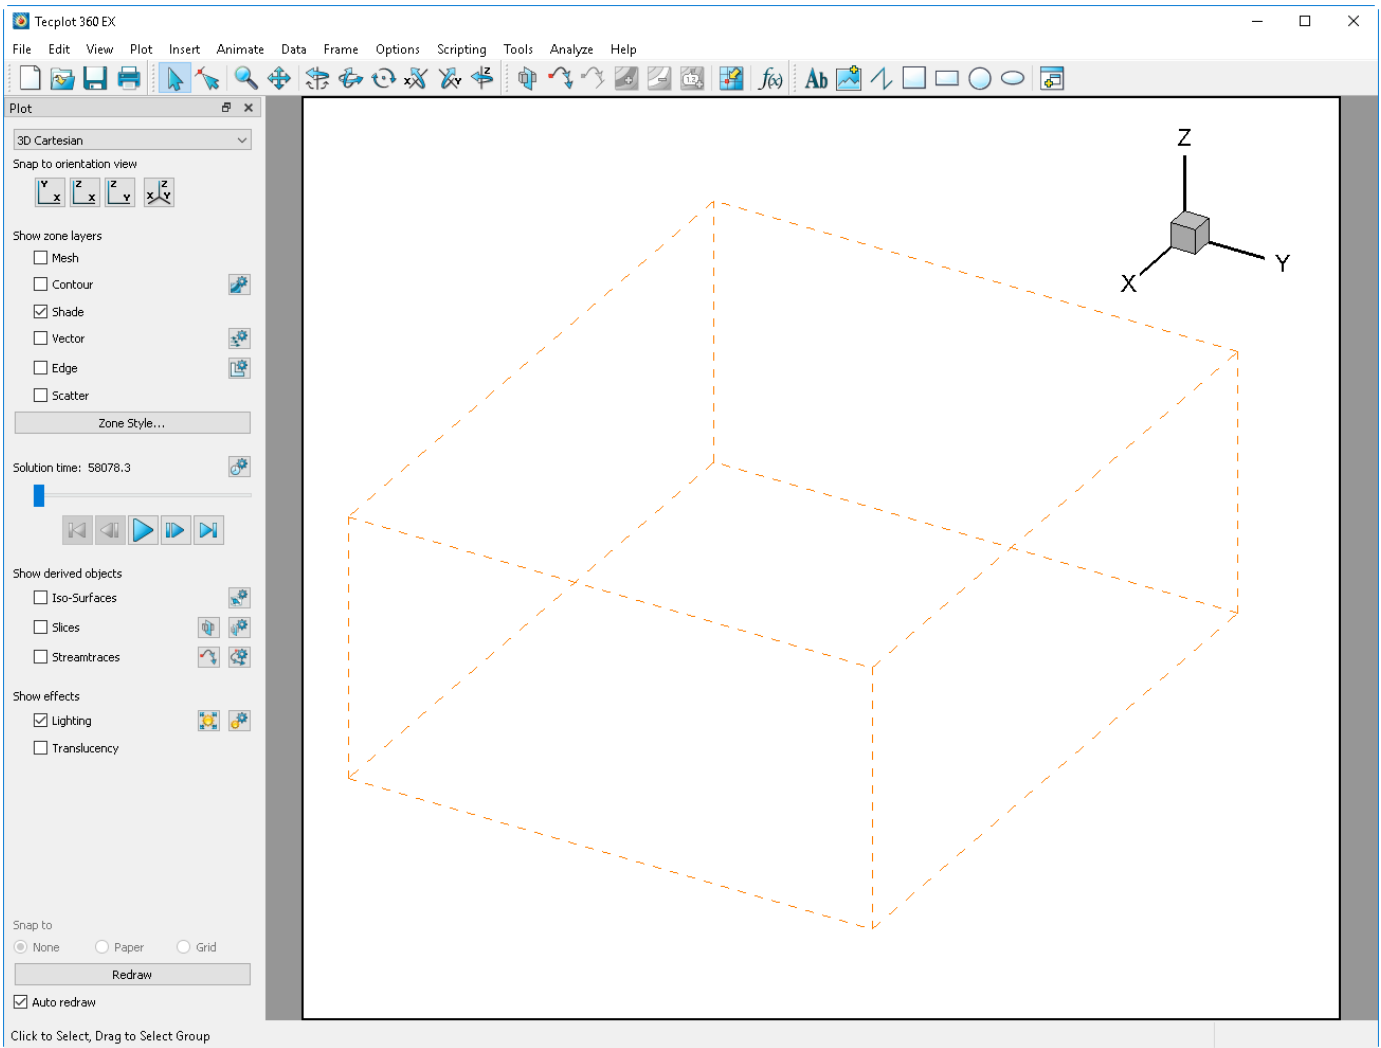 Tecplot 360 EX
File Edit View Plot Insert Animate Data Frame Options Scripting Tools Analyze Help
Ab
f(x)
Plot
3D Cartesian
Snap to orientation view
Y X
Z X
Z Y
Z X Y
Show zone layers
Mesh
Contour
Shade
Vector
Edge
Scatter
Zone Style...
Solution time: 58078.3
Show derived objects
Iso-Surfaces
Slices
Streamtraces
Show effects
Lighting
Translucency
Snap to
None Paper Grid
Redraw
Auto redraw
Click to Select, Drag to Select Group
Z
X
Y